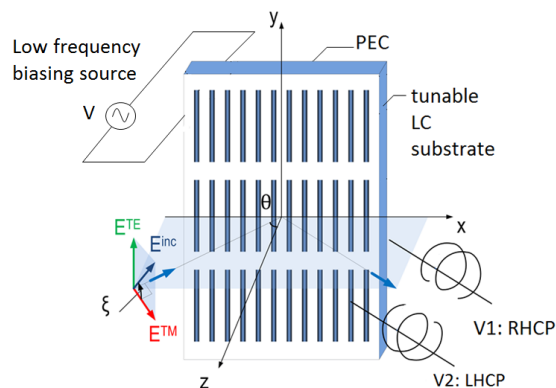 y
PEC
Low frequency
biasing source
V
tunable
LC
substrate
θ
x
E^TE
E^inc
ξ
E^TM
V1: RHCP
V2: LHCP
z